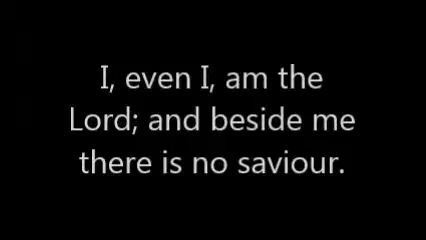 I, even I, am the
Lord; and beside me
there is no saviour.